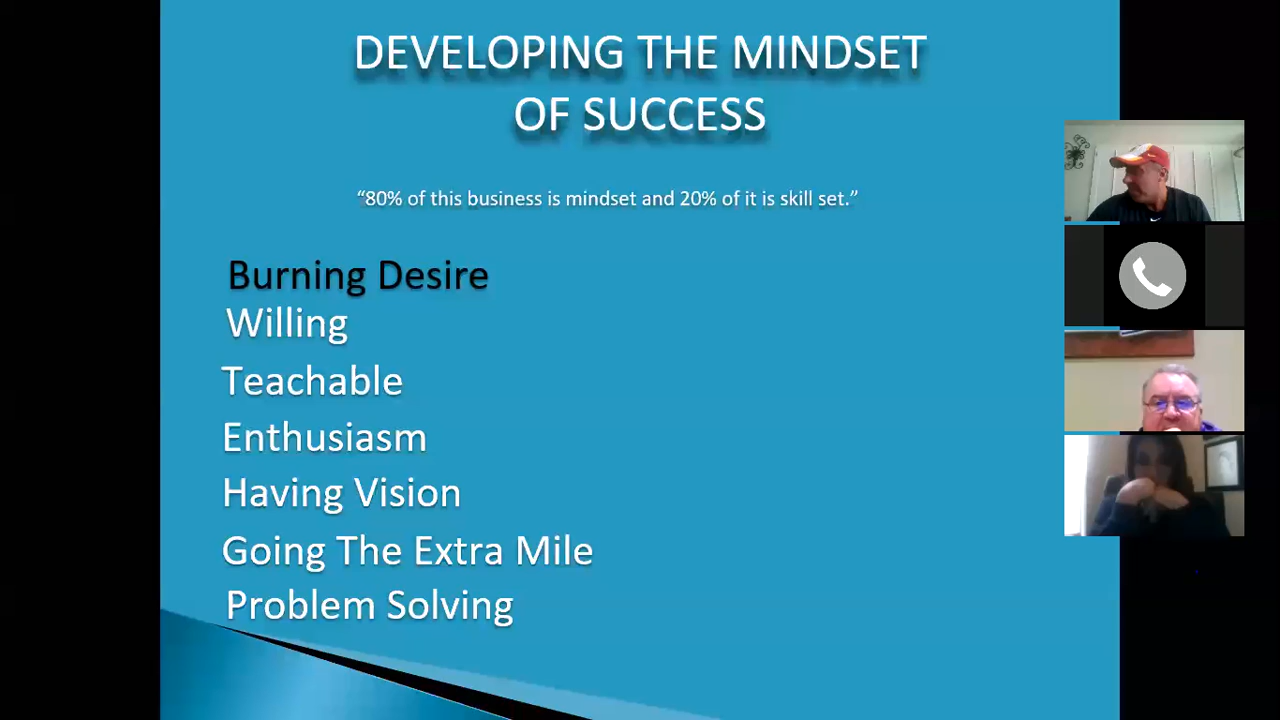 DEVELOPING THE MINDSET
OF SUCCESS
“80% of this business is mindset and 20% of it is skill set.”
Burning Desire
Willing
Teachable
Enthusiasm
Having Vision
Going The Extra Mile
Problem Solving